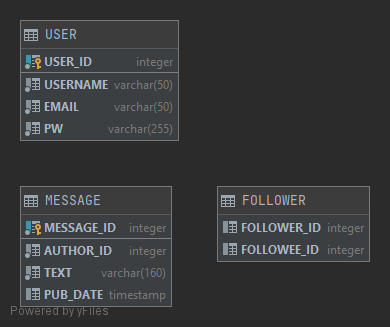 USER
USER_ID integer
USERNAME varchar(50)
EMAIL varchar(50)
PW varchar(255)
MESSAGE
MESSAGE_ID integer
AUTHOR_ID integer
TEXT varchar(160)
PUB_DATE timestamp
FOLLOWER
FOLLOWER_ID integer
FOLLOWEE_ID integer
Powered by yFiles